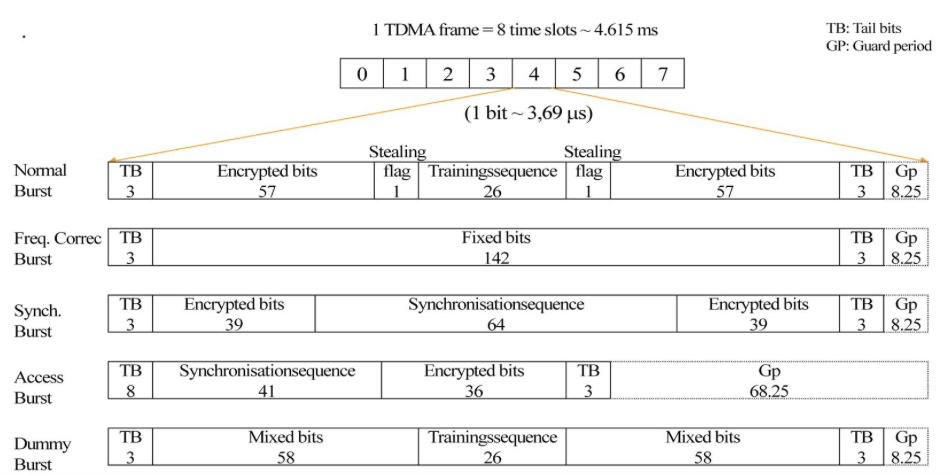 1 TDMA frame = 8 time slots ~ 4.615 ms
TB: Tail bits
GP: Guard period
0 1 2 3 4 5 6 7
(1 bit ~ 3,69 μs)
Stealing Stealing
Normal Burst TB Encrypted bits flag Trainingssequence flag Encrypted bits TB Gp
3 57 1 26 1 57 3 8.25
Freq. Correc Burst TB Fixed bits TB Gp
3 142 3 8.25
Synch. Burst TB Encrypted bits Synchronisationsequence Encrypted bits TB Gp
3 39 64 39 3 8.25
Access Burst TB Synchronisationsequence Encrypted bits TB Gp
8 41 36 3 68.25
Dummy Burst TB Mixed bits Trainingssequence Mixed bits TB Gp
3 58 26 58 3 8.25